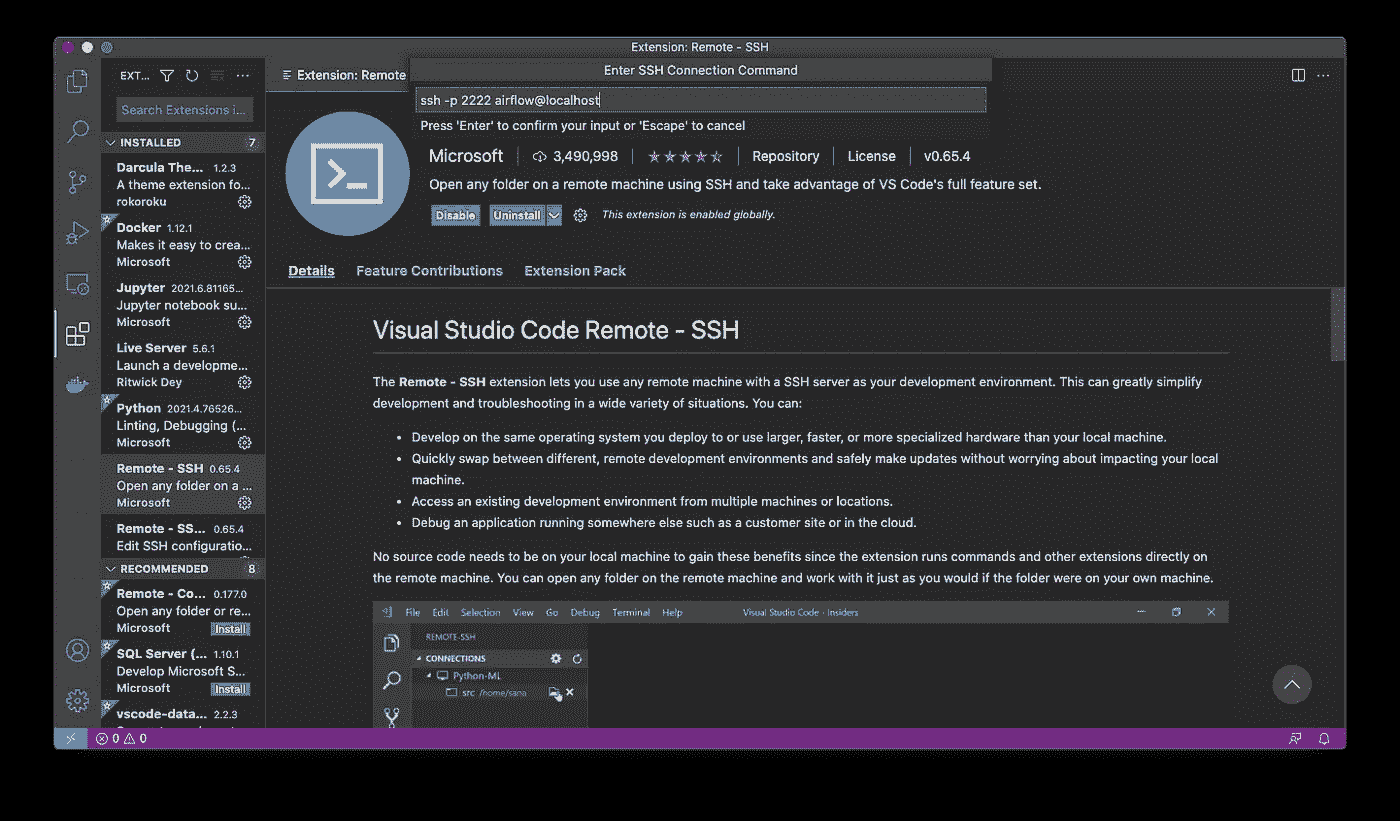 Extension: Remote - SSH
EXT...
Extension: Remote
Enter SSH Connection Command
ssh -p 2222 airflow@localhost
Press 'Enter' to confirm your input or 'Escape' to cancel
Search Extensions i...
INSTALLED 7
Darcula The... 1.2.3
A theme extension fo...
rokoroku
Docker 1.12.1
Makes it easy to crea...
Microsoft
Jupyter 2021.6.81165...
Jupyter notebook su...
Microsoft
Live Server 5.6.1
Launch a developme...
Ritwick Dey
Python 2021.4.76526...
Linting, Debugging (...
Microsoft
Remote - SSH 0.65.4
Open any folder on a ...
Microsoft
Remote - SS... 0.65.4
Edit SSH configuratio...
RECOMMENDED 8
Remote - Co... 0.177.0
Open any folder or re...
Microsoft Install
SQL Server (... 1.10.1
Develop Microsoft S...
Microsoft Install
vscode-data... 2.2.3
Microsoft 3,490,998 Repository License v0.65.4
Open any folder on a remote machine using SSH and take advantage of VS Code's full feature set.
Disable Uninstall This extension is enabled globally.
Details Feature Contributions Extension Pack
Visual Studio Code Remote - SSH
The Remote - SSH extension lets you use any remote machine with a SSH server as your development environment. This can greatly simplify
development and troubleshooting in a wide variety of situations. You can:
• Develop on the same operating system you deploy to or use larger, faster, or more specialized hardware than your local machine.
• Quickly swap between different, remote development environments and safely make updates without worrying about impacting your local
machine.
• Access an existing development environment from multiple machines or locations.
• Debug an application running somewhere else such as a customer site or in the cloud.
No source code needs to be on your local machine to gain these benefits since the extension runs commands and other extensions directly on
the remote machine. You can open any folder on the remote machine and work with it just as you would if the folder were on your own machine.
File Edit Selection View Go Debug Terminal Help Visual Studio Code - Insiders
REMOTE-SSH
CONNECTIONS
Python-ML
src /home/sana
0 0